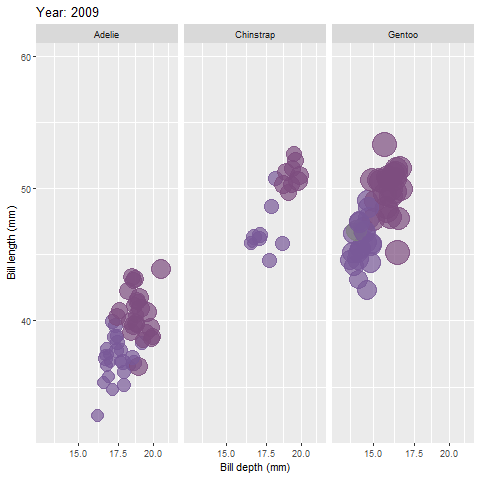 Year: 2009
Adelie Chinstrap Gentoo
60
50
40
Bill length (mm)
15.0 17.5 20.0 15.0 17.5 20.0 15.0 17.5 20.0
Bill depth (mm)